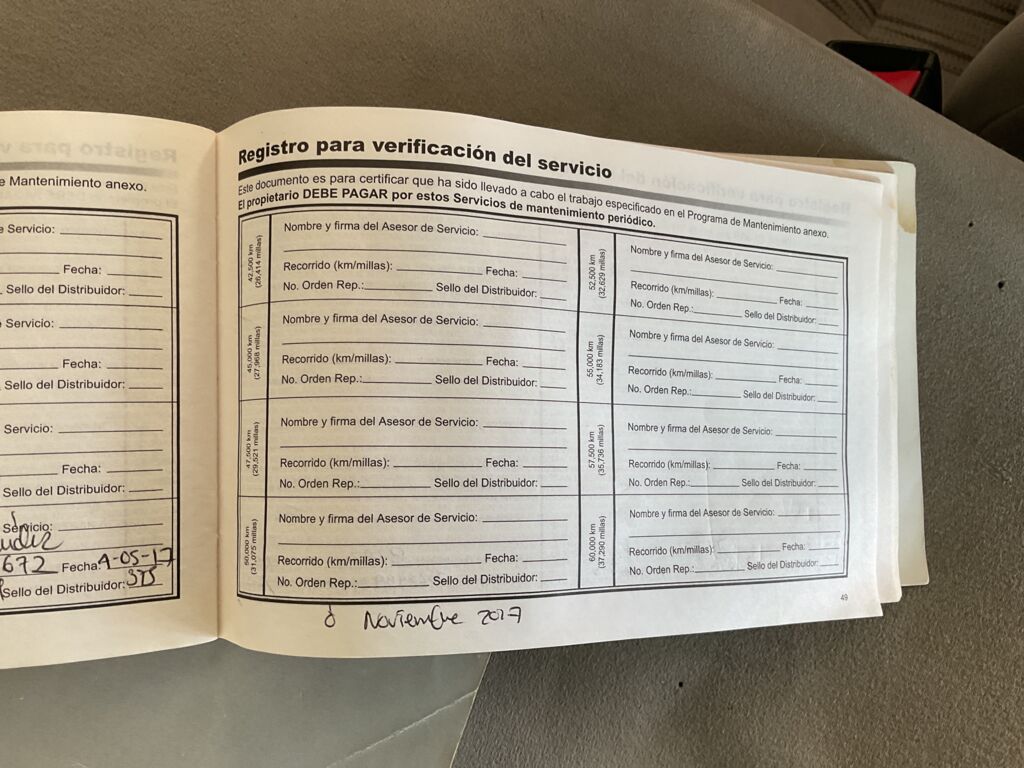 e Mantenimiento anexo.
e Servicio:
Fecha:
Sello del Distribuidor:
e Servicio:
Fecha:
Sello del Distribuidor:
Servicio:
Fecha:
Sello del Distribuidor:
Servicio:
672 Fecha: 4-05-17
Sello del Distribuidor:
Registro para verificación del servicio
Este documento es para certificar que ha sido llevado a cabo el trabajo especificado en el Programa de Mantenimiento anexo.
El propietario DEBE PAGAR por estos Servicios de mantenimiento periódico.
42,500 km
(26,414 millas)
Nombre y firma del Asesor de Servicio:
Recorrido (km/millas): Fecha:
No. Orden Rep.: Sello del Distribuidor:
45,000 km
(27,968 millas)
Nombre y firma del Asesor de Servicio:
Recorrido (km/millas): Fecha:
No. Orden Rep.: Sello del Distribuidor:
47,500 km
(29,521 millas)
Nombre y firma del Asesor de Servicio:
Recorrido (km/millas): Fecha:
No. Orden Rep.: Sello del Distribuidor:
50,000 km
(31,075 millas)
Nombre y firma del Asesor de Servicio:
Recorrido (km/millas): Fecha:
No. Orden Rep.: Sello del Distribuidor:
52,500 km
(32,629 millas)
Nombre y firma del Asesor de Servicio:
Recorrido (km/millas): Fecha:
No. Orden Rep.: Sello del Distribuidor:
55,000 km
(34,183 millas)
Nombre y firma del Asesor de Servicio:
Recorrido (km/millas): Fecha:
No. Orden Rep.: Sello del Distribuidor:
57,500 km
(35,736 millas)
Nombre y firma del Asesor de Servicio:
Recorrido (km/millas): Fecha:
No. Orden Rep.: Sello del Distribuidor:
60,000 km
(37,290 millas)
Nombre y firma del Asesor de Servicio:
Recorrido (km/millas): Fecha:
No. Orden Rep.: Sello del Distribuidor:
49
ó Noviembre 2017